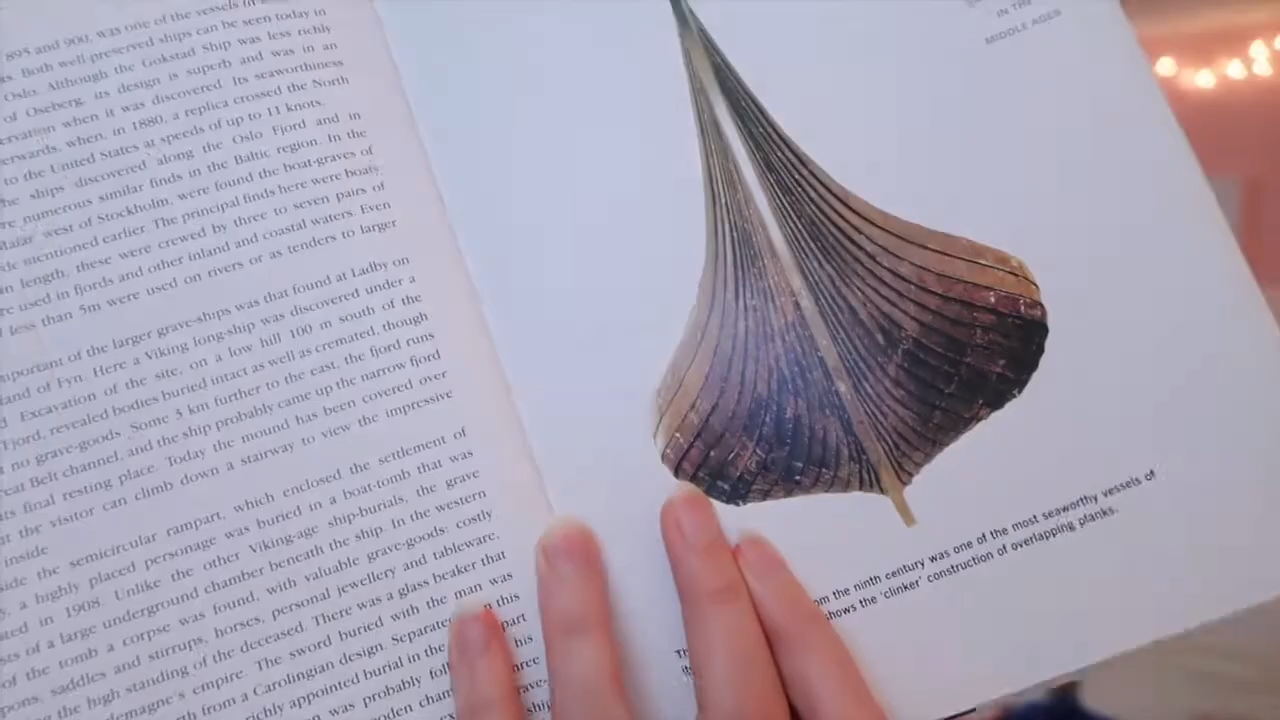 895 and 900, was one of the vessels in
Both well-preserved ships can be seen today in
Oslo. Although the Gokstad Ship was less richly
of Oseberg, its design is superb and was in an
ervation when it was discovered. Its seaworthiness
erwards, when, in 1880, a replica crossed the North
to the United States at speeds of up to 11 knots.
ships discovered along the Oslo Fjord and in
numerous similar finds in the Baltic region. In the
west of Stockholm, were found the boat-graves of
mentioned earlier. The principal finds here were boats
in length; these were crewed by three to seven pairs of
used in fjords and other inland and coastal waters. Even
less than 5m were used on rivers or as tenders to larger
portant of the larger grave-ships was that found at Ladby on
land of Fyn. Here a Viking long-ship was discovered under a
Excavation of the site, on a low hill 100 m south of the
Fjord, revealed bodies buried intact as well as cremated, though
no grave-goods. Some 3 km further to the east, the fjord runs
eat Belt channel, and the ship probably came up the narrow fjord
its final resting place. Today the mound has been covered over
at the visitor can climb down a stairway to view the impressive
inside
side the semicircular rampart, which enclosed the settlement of
a highly placed personage was buried in a boat-tomb that was
ated in 1908. Unlike the other Viking-age ship-burials, the grave
sts of a large underground chamber beneath the ship. In the western
of the tomb a corpse was found, with valuable grave-goods: costly
pons, saddles and stirrups, horses, personal jewellery and tableware,
g the high standing of the deceased. There was a glass beaker that
lemagne's empire. The sword buried with the man was
th from a Carolingian design. Separate
n this
richly appointed burial in the
part
was probably
his
ooden
IN THE
MIDDLE AGES
om the ninth century was one of the most seaworthy vessels of
shows the 'clinker' construction of overlapping planks.